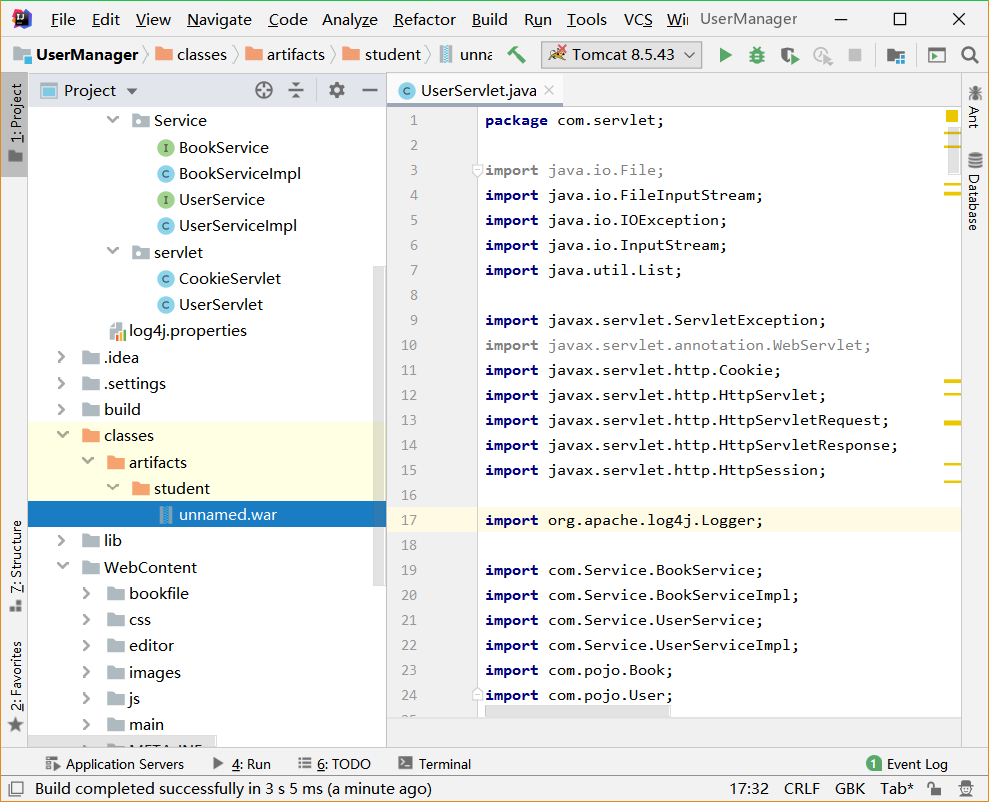 File Edit View Navigate Code Analyze Refactor Build Run Tools VCS Wi UserManager
UserManager classes artifacts student unna Tomcat 8.5.43
1: Project
Project
UserServlet.java
Service
BookService
BookServiceImpl
UserService
UserServiceImpl
servlet
CookieServlet
UserServlet
log4j.properties
.idea
.settings
build
classes
artifacts
student
unnamed.war
lib
WebContent
bookfile
css
editor
images
js
main
META-INF
7: Structure
2: Favorites
1 package com.servlet;
2
3 import java.io.File;
4 import java.io.FileInputStream;
5 import java.io.IOException;
6 import java.io.InputStream;
7 import java.util.List;
8
9 import javax.servlet.ServletException;
10 import javax.servlet.annotation.WebServlet;
11 import javax.servlet.http.Cookie;
12 import javax.servlet.http.HttpServlet;
13 import javax.servlet.http.HttpServletRequest;
14 import javax.servlet.http.HttpServletResponse;
15 import javax.servlet.http.HttpSession;
16
17 import org.apache.log4j.Logger;
18
19 import com.Service.BookService;
20 import com.Service.BookServiceImpl;
21 import com.Service.UserService;
22 import com.Service.UserServiceImpl;
23 import com.pojo.Book;
24 import com.pojo.User;
25
Ant
Database
Application Servers 4: Run 6: TODO Terminal 1 Event Log
Build completed successfully in 3 s 5 ms (a minute ago) 17:32 CRLF GBK Tab*